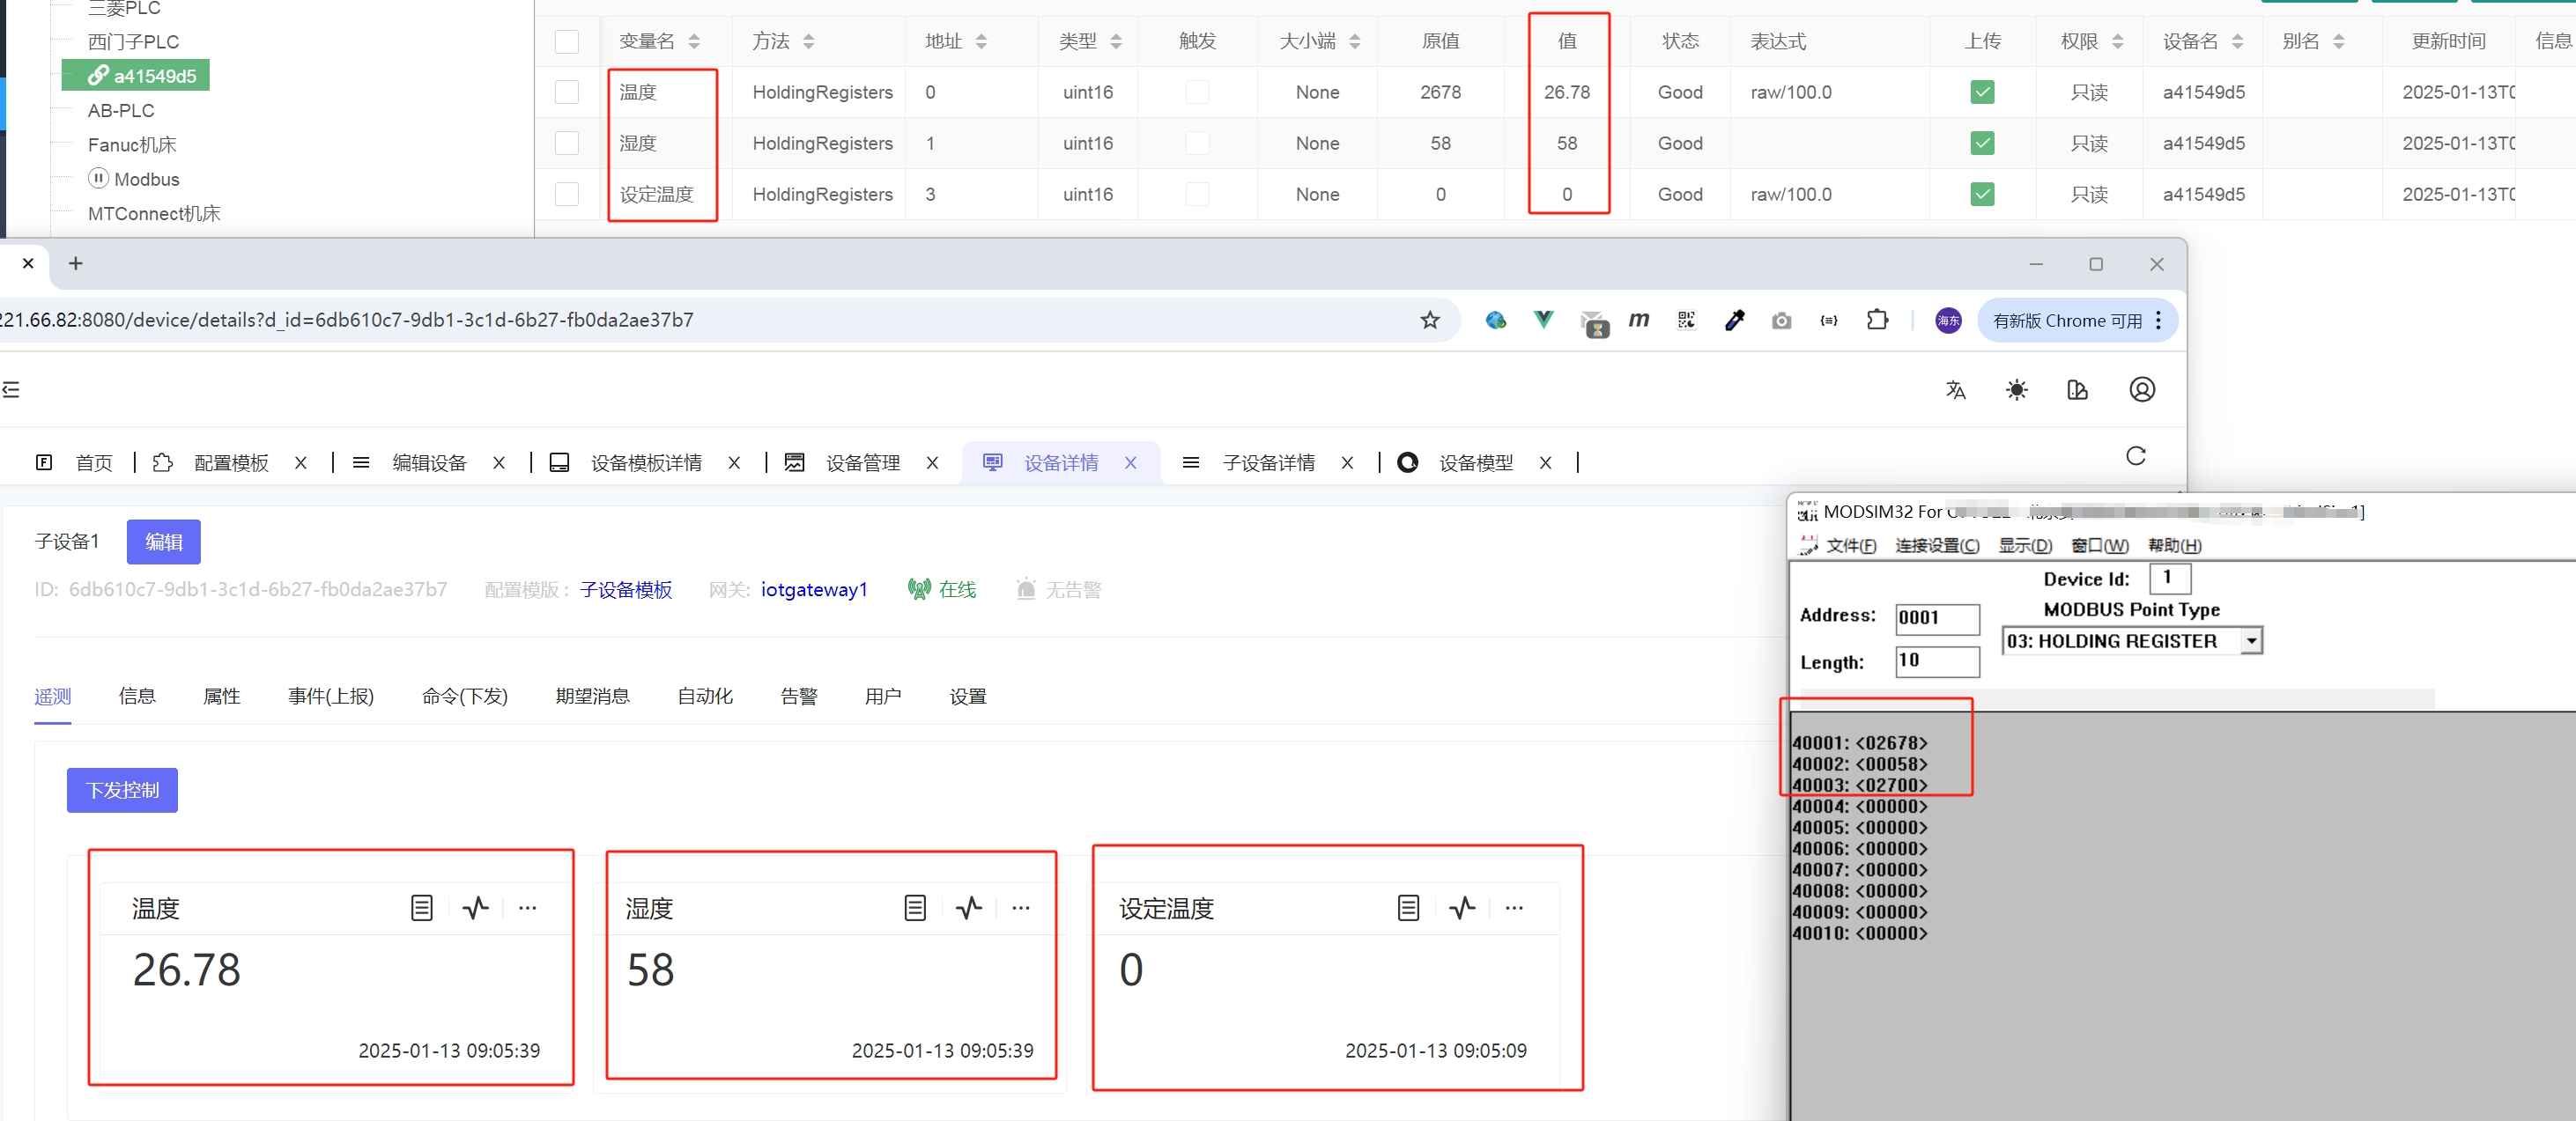 三菱PLC
西门子PLC
a41549d5
AB-PLC
Fanuc机床
Modbus
MTConnect机床
变量名 方法 地址 类型 触发 大小端 原值 值 状态 表达式 上传 权限 设备名 别名 更新时间 信息
温度 HoldingRegisters 0 uint16 None 2678 26.78 Good raw/100.0 只读 a41549d5 2025-01-13T0
湿度 HoldingRegisters 1 uint16 None 58 58 Good 只读 a41549d5 2025-01-13T0
设定温度 HoldingRegisters 3 uint16 None 0 0 Good raw/100.0 只读 a41549d5 2025-01-13T0
221.66.82:8080/device/details?d_id=6db610c7-9db1-3c1d-6b27-fb0da2ae37b7
m
海东
有新版 Chrome 可用
首页 配置模板 编辑设备 设备模板详情 设备管理 设备详情 子设备详情 设备模型
子设备1 编辑
ID: 6db610c7-9db1-3c1d-6b27-fb0da2ae37b7 配置模版： 子设备模板 网关: iotgateway1 在线 无告警
遥测 信息 属性 事件(上报) 命令(下发) 期望消息 自动化 告警 用户 设置
下发控制
温度
26.78
2025-01-13 09:05:39
湿度
58
2025-01-13 09:05:39
设定温度
0
2025-01-13 09:05:09
MODSIM32 For
文件(F) 连接设置(C) 显示(D) 窗口(W) 帮助(H)
Device Id: 1
Address: 0001
MODBUS Point Type
03: HOLDING REGISTER
Length: 10
40001: <02678>
40002: <00058>
40003: <02700>
40004: <00000>
40005: <00000>
40006: <00000>
40007: <00000>
40008: <00000>
40009: <00000>
40010: <00000>